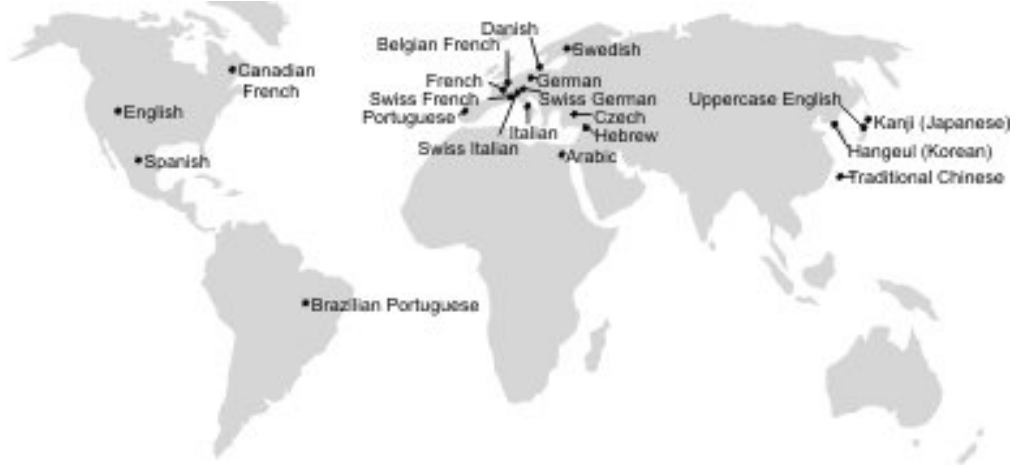 Danish
Belgian French
Swedish
Canadian
French
French
German
Swiss French
Swiss German
Uppercase English
English
Portuguese
Czech
Kanji (Japanese)
Italian
Hebrew
Swiss Italian
Hangeul (Korean)
Spanish
Arabic
Traditional Chinese
Brazilian Portuguese